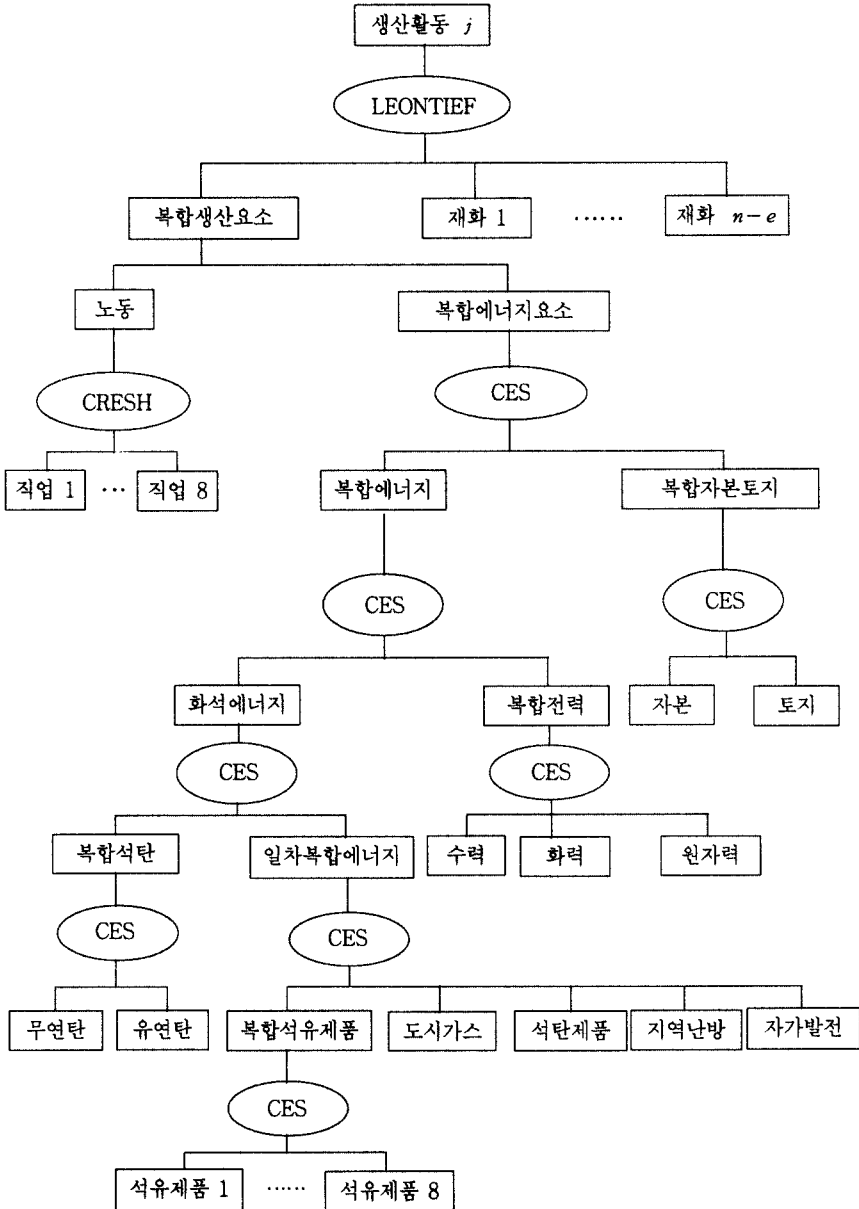 생산활동 j
LEONTIEF
복합생산요소 재화 1 …… 재화 n-e
노동 복합에너지요소
CRESH CES
직업 1 … 직업 8 복합에너지 복합자본토지
CES CES
화석에너지 복합전력 자본 토지
CES CES
복합석탄 일차복합에너지 수력 화력 원자력
CES CES
무연탄 유연탄 복합석유제품 도시가스 석탄제품 지역난방 자가발전
CES
석유제품 1 …… 석유제품 8